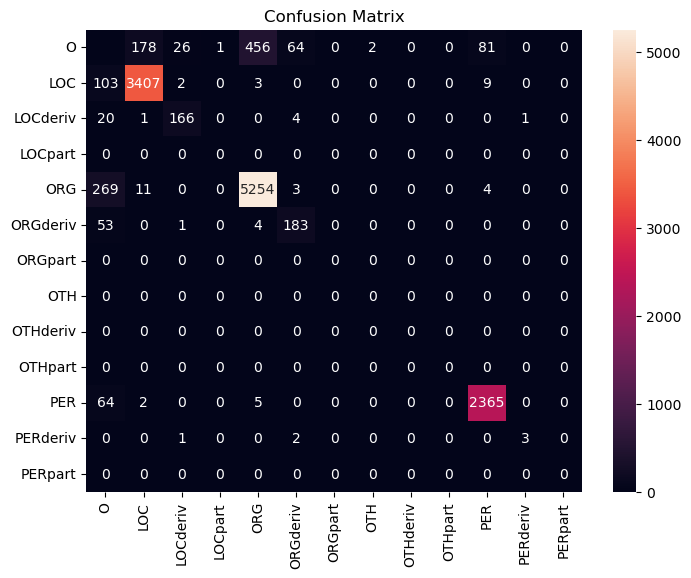 Confusion Matrix
O 178 26 1 456 64 0 2 0 0 81 0 0
LOC 103 3407 2 0 3 0 0 0 0 0 9 0 0
LOCderiv 20 1 166 0 0 4 0 0 0 0 0 1 0
LOCpart 0 0 0 0 0 0 0 0 0 0 0 0 0
ORG 269 11 0 0 5254 3 0 0 0 0 4 0 0
ORGderiv 53 0 1 0 4 183 0 0 0 0 0 0 0
ORGpart 0 0 0 0 0 0 0 0 0 0 0 0 0
OTH 0 0 0 0 0 0 0 0 0 0 0 0 0
OTHderiv 0 0 0 0 0 0 0 0 0 0 0 0 0
OTHpart 0 0 0 0 0 0 0 0 0 0 0 0 0
PER 64 2 0 0 5 0 0 0 0 0 2365 0 0
PERderiv 0 0 1 0 0 2 0 0 0 0 0 3 0
PERpart 0 0 0 0 0 0 0 0 0 0 0 0 0
O LOC LOCderiv LOCpart ORG ORGderiv ORGpart OTH OTHderiv OTHpart PER PERderiv PERpart
5000
4000
3000
2000
1000
0